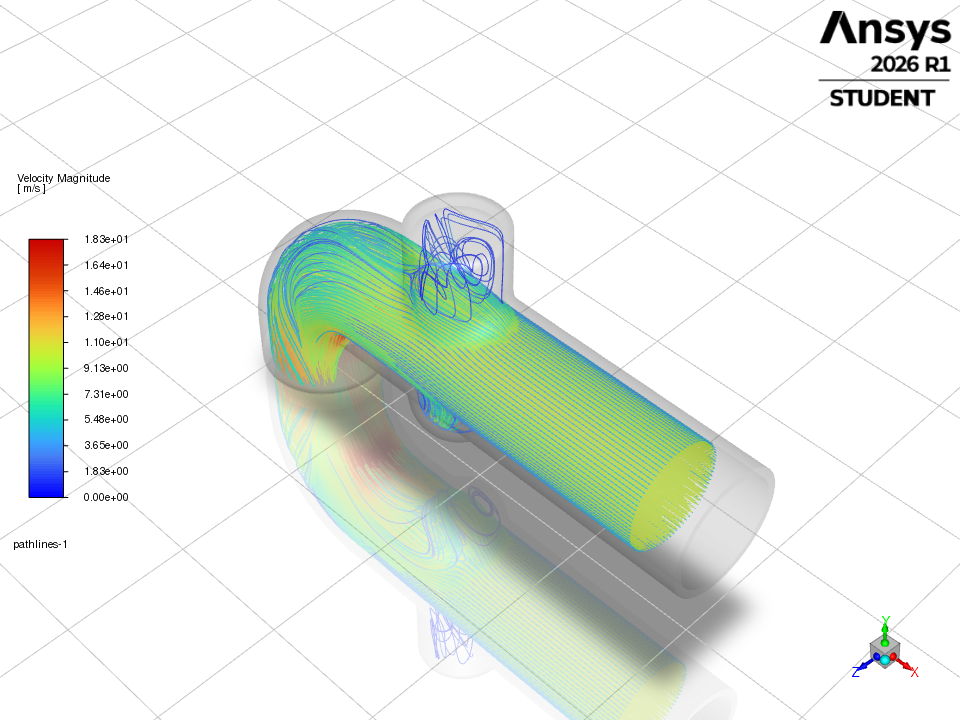 Ansys
2026 R1
STUDENT
Velocity Magnitude
[ m/s ]
1.83e+01
1.64e+01
1.46e+01
1.28e+01
1.10e+01
9.13e+00
7.31e+00
5.48e+00
3.65e+00
1.83e+00
0.00e+00
pathlines-1
Y
Z
X